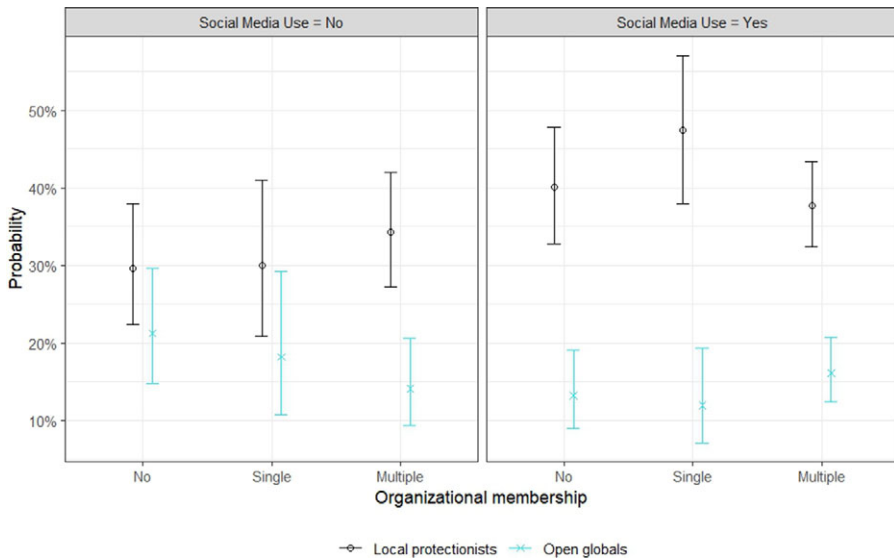 Social Media Use = No
Social Media Use = Yes
Probability
50%
40%
30%
20%
10%
No
Single
Multiple
No
Single
Multiple
Organizational membership
Local protectionists
Open globals